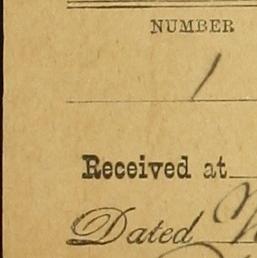 NUMBER
1
Received at
Dated